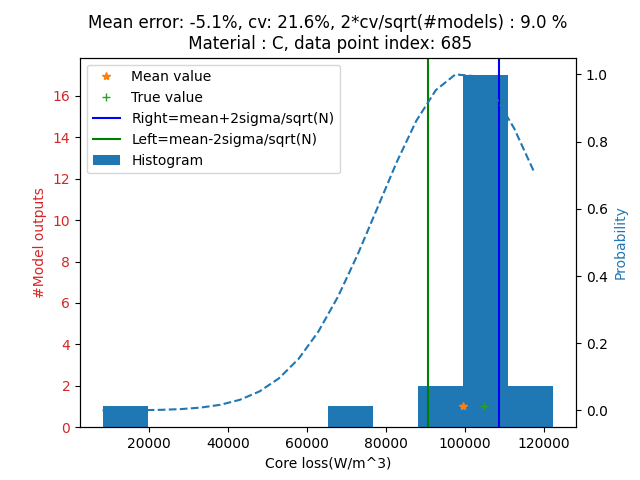 Mean error: -5.1%, cv: 21.6%, 2*cv/sqrt(#models) : 9.0 %
Material : C, data point index: 685
Mean value
True value
Right=mean+2sigma/sqrt(N)
Left=mean-2sigma/sqrt(N)
Histogram
#Model outputs
16
14
12
10
8
6
4
2
0
1.0
0.8
0.6
0.4
0.2
0.0
Probability
20000 40000 60000 80000 100000 120000
Core loss(W/m^3)